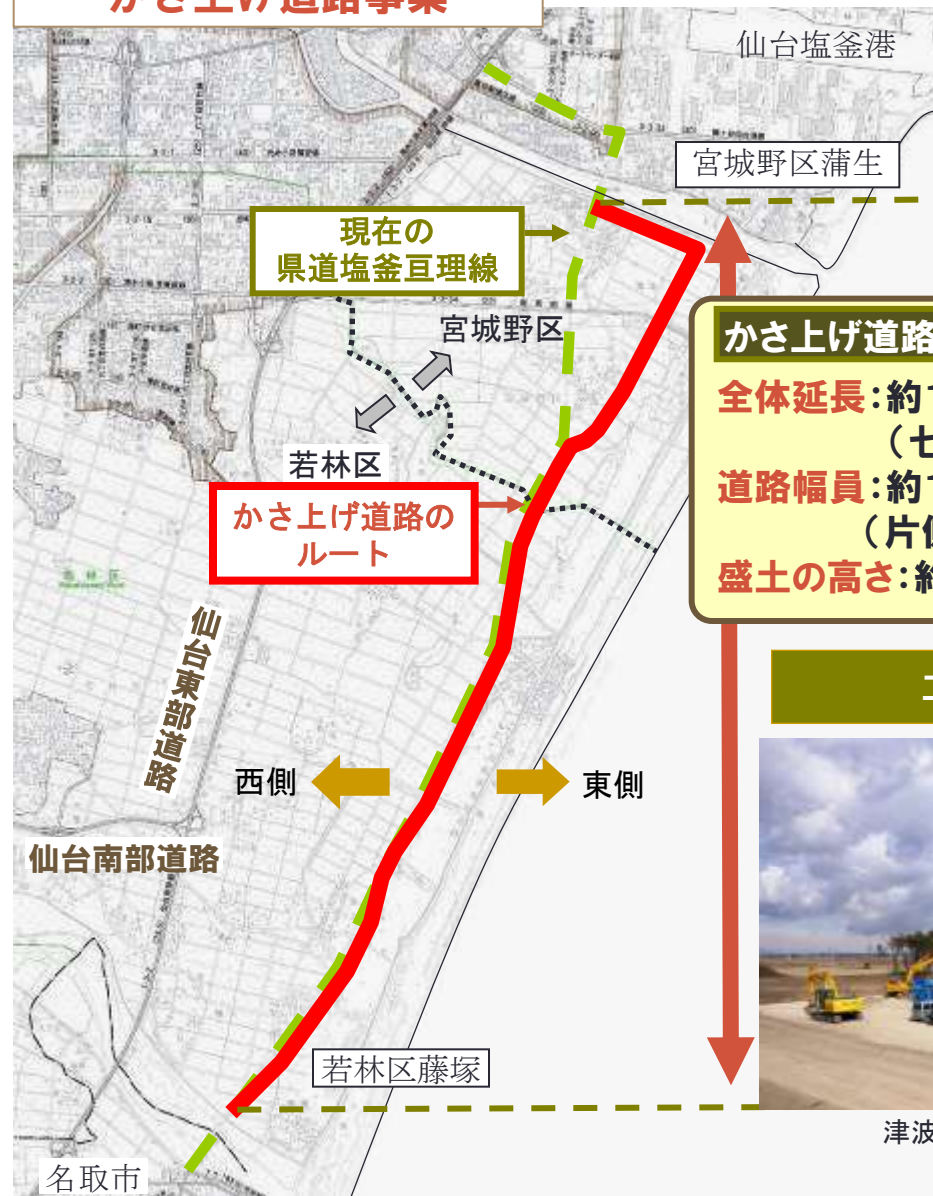 かさ上げ道路事業
仙台塩釜港
宮城野区蒲生
現在の
県道塩釜亘理線
宮城野区
若林区
かさ上げ道路の
ルート
かさ上げ道路
全体延長：約1
（七
道路幅員：約1
（片側
盛土の高さ：約
仙台東部道路
西側
東側
仙台南部道路
若林区藤塚
名取市
津波